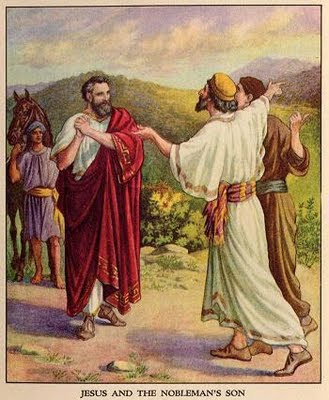 JESUS AND THE NOBLEMAN'S SON